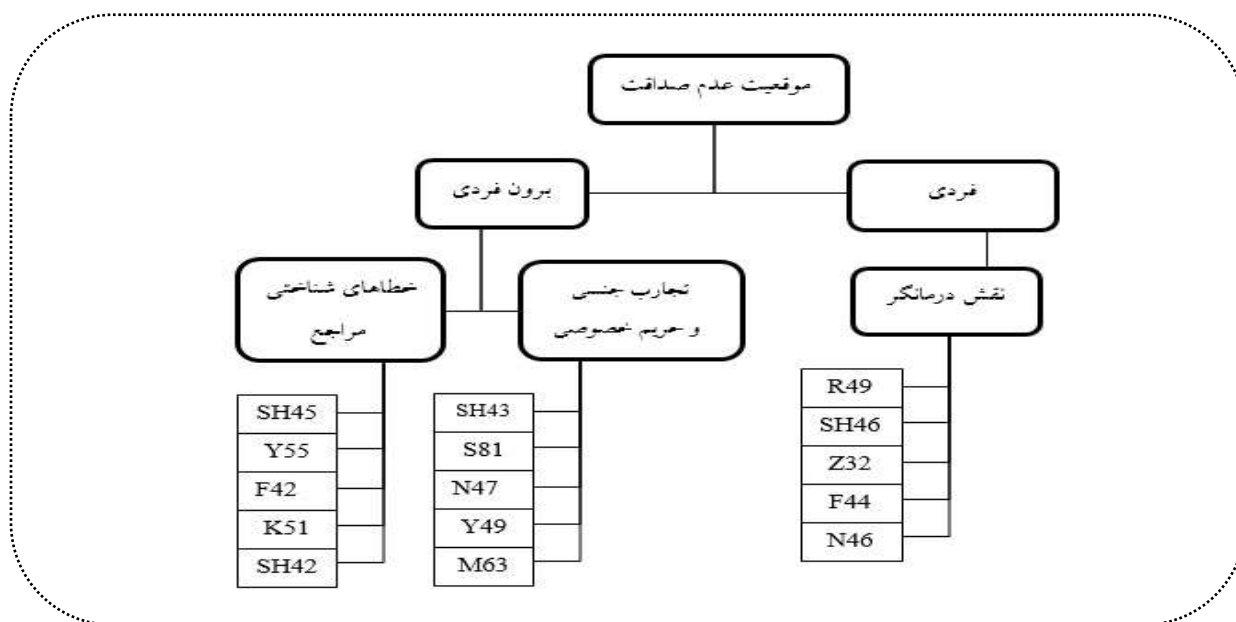 موقعیت عدم صداقت
فردی
برون فردی
نقش درمانگر
تجارب جنسی
و حریم خصوصی
خطاهای شناختی
مراجع
R49
SH46
Z32
F44
N46
SH43
S81
N47
Y49
M63
SH45
Y55
F42
K51
SH42